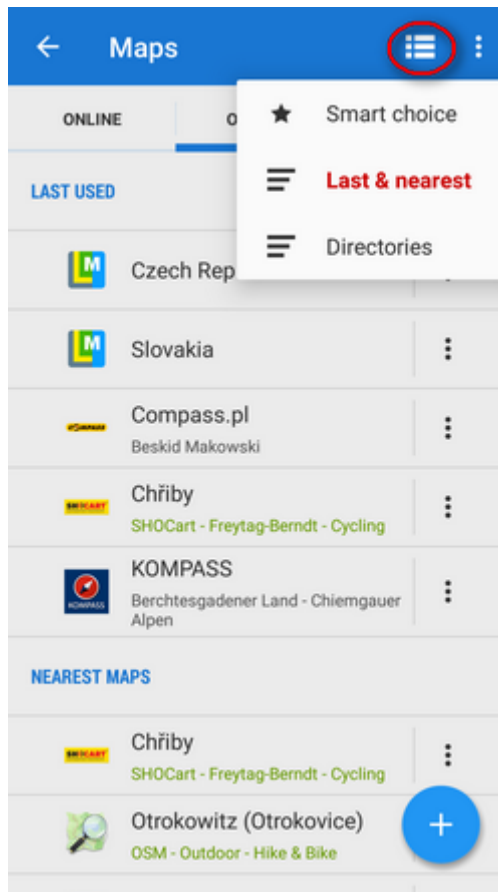 Maps
ONLINE
O
Smart choice
Last & nearest
Directories
LAST USED
Czech Rep
Slovakia
Compass.pl
Beskid Makowski
Chřiby
SHOCart - Freytag-Berndt - Cycling
KOMPASS
KOMPASS
Berchtesgadener Land - Chiemgauer
Alpen
NEAREST MAPS
Chřiby
SHOCart - Freytag-Berndt - Cycling
Otrokowitz (Otrokovice)
OSM - Outdoor - Hike & Bike